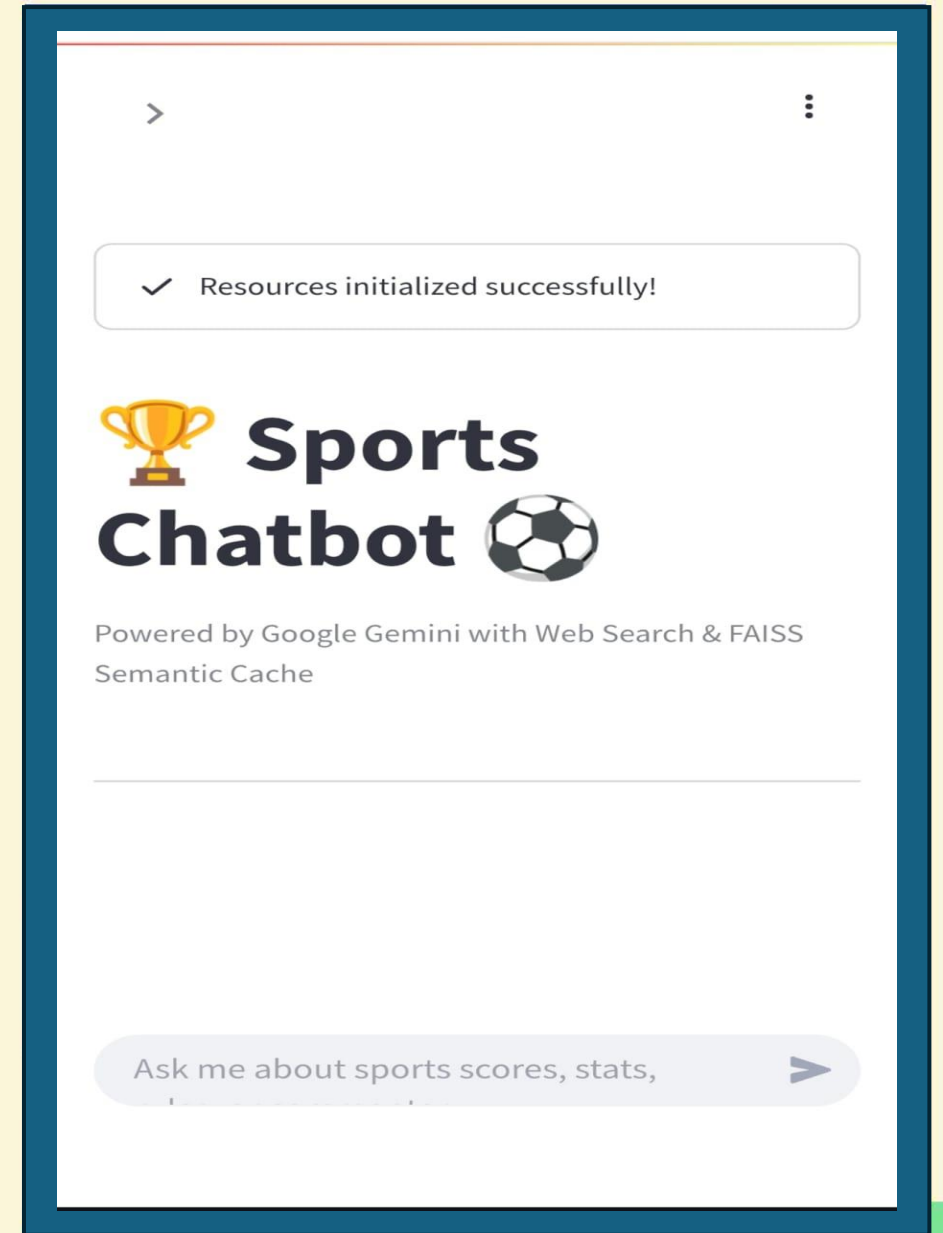 Resources initialized successfully!
🏆 Sports
Chatbot ⚽
Powered by Google Gemini with Web Search & FAISS
Semantic Cache
Ask me about sports scores, stats,